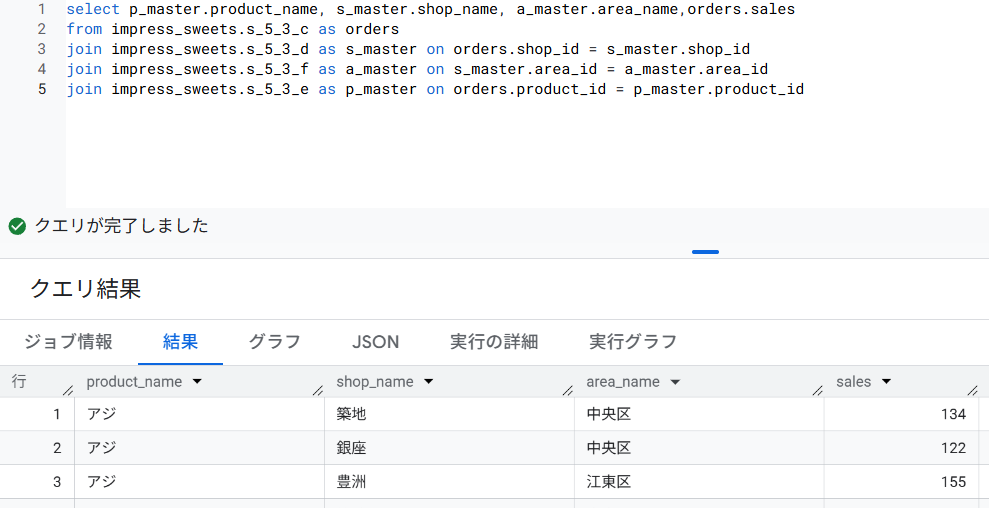 1 select p_master.product_name, s_master.shop_name, a_master.area_name,orders.sales
2 from impress_sweets.s_5_3_c as orders
3 join impress_sweets.s_5_3_d as s_master on orders.shop_id = s_master.shop_id
4 join impress_sweets.s_5_3_f as a_master on s_master.area_id = a_master.area_id
5 join impress_sweets.s_5_3_e as p_master on orders.product_id = p_master.product_id
クエリが完了しました
クエリ結果
ジョブ情報 結果 グラフ JSON 実行の詳細 実行グラフ
行 product_name shop_name area_name sales
1 アジ 築地 中央区 134
2 アジ 銀座 中央区 122
3 アジ 豊洲 江東区 155